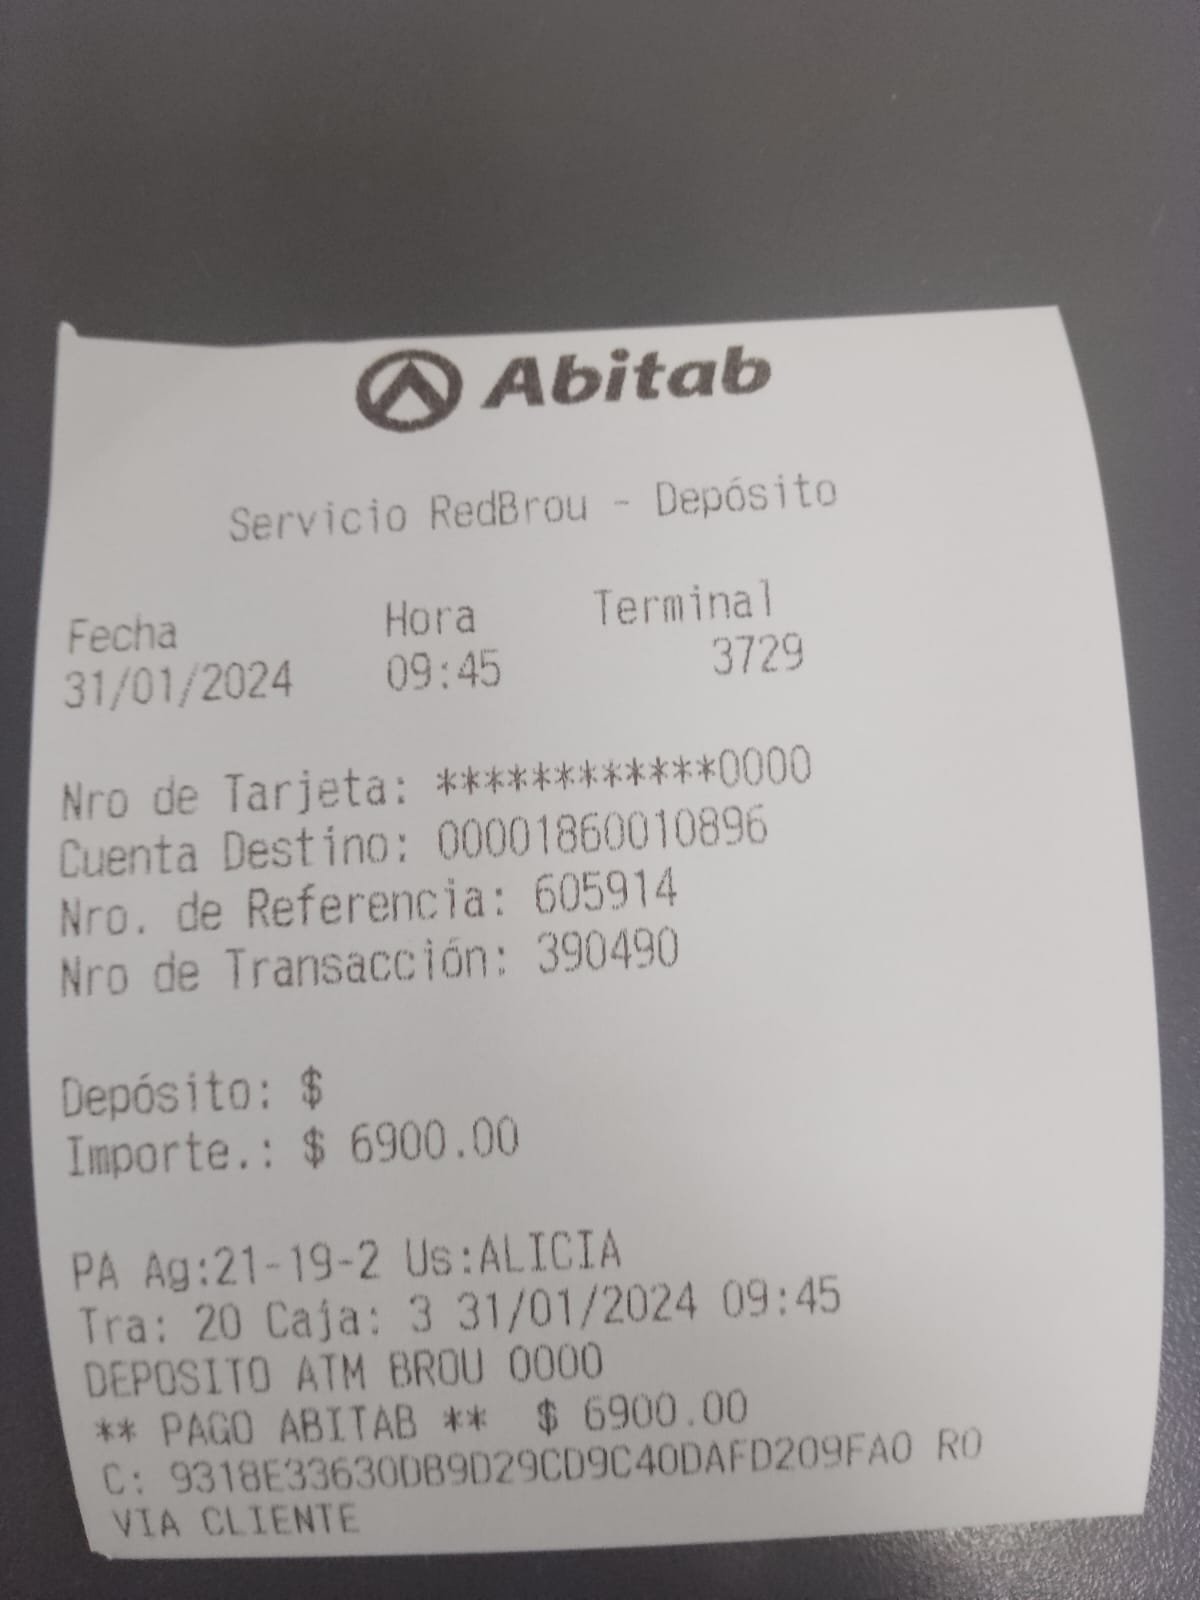 Abitab
Servicio RedBrou - Depósito
Fecha Hora Terminal
31/01/2024 09:45 3729
Nro de Tarjeta: ************0000
Cuenta Destino: 00001860010896
Nro. de Referencia: 605914
Nro de Transacción: 390490
Depósito: $
Importe.: $ 6900.00
PA Ag:21-19-2 Us:ALICIA
Tra: 20 Caja: 3 31/01/2024 09:45
DEPOSITO ATM BROU 0000
** PAGO ABITAB ** $ 6900.00
C: 9318E33630DB9D29CD9C40DAFD209FA0 RO
VIA CLIENTE